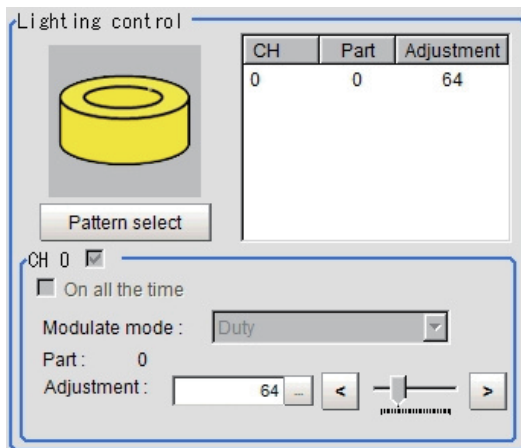 Lighting control
CH Part Adjustment
0 0 64
Pattern select
CH 0
On all the time
Modulate mode : Duty
Part : 0
Adjustment : 64 ... < >